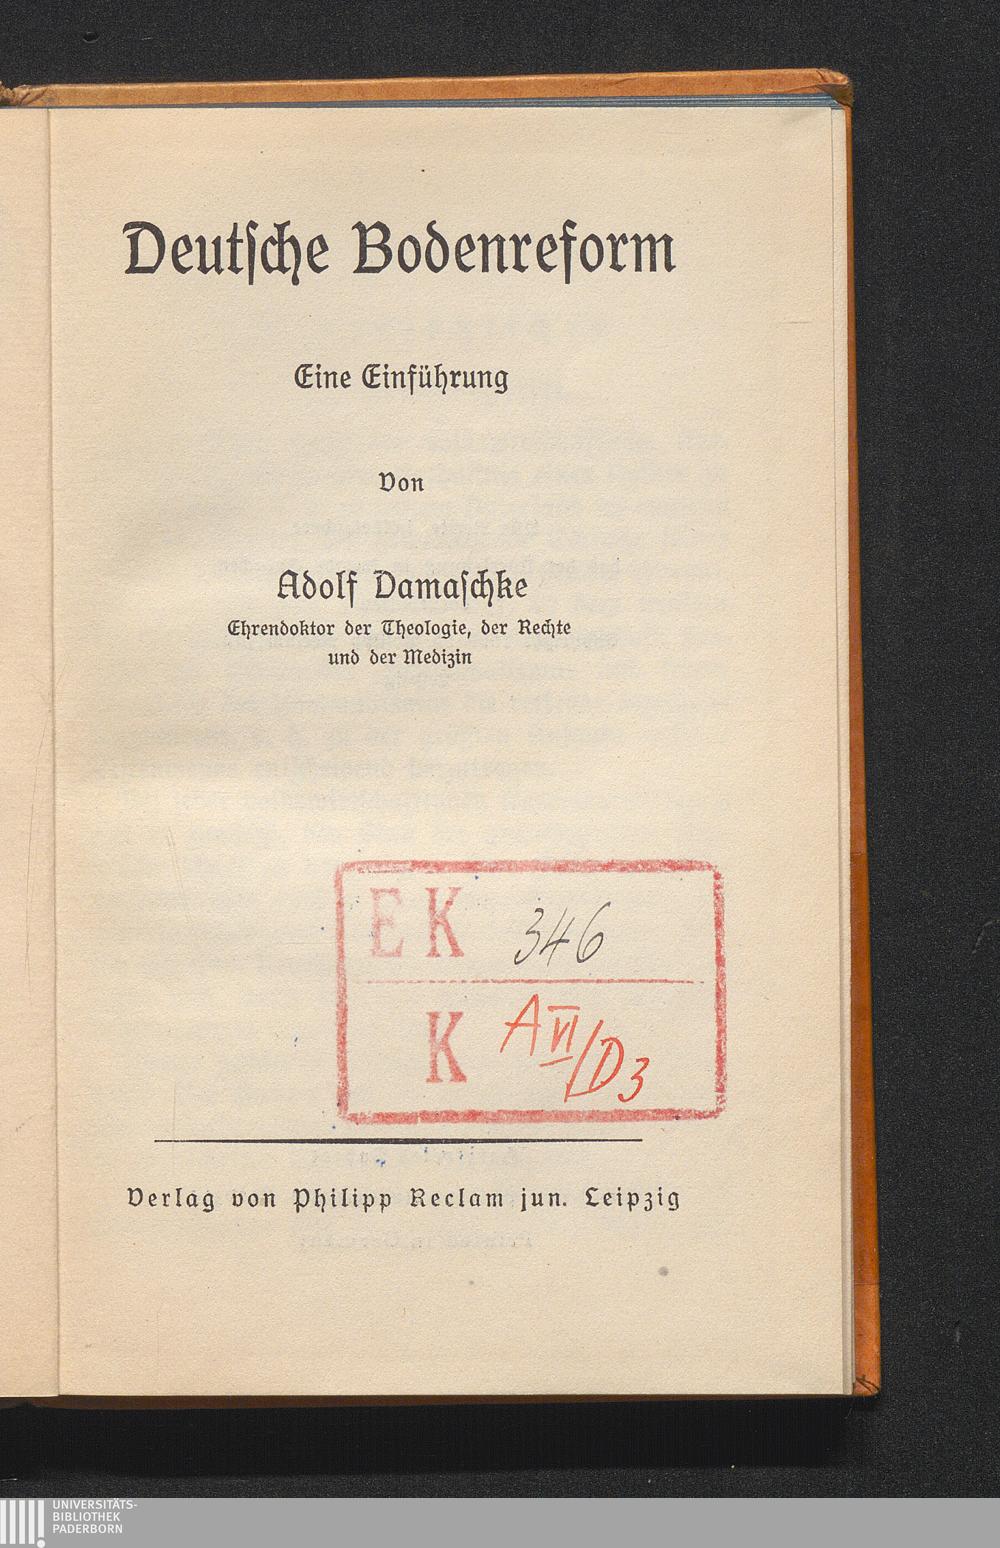 Deutsche Bodenreform
Eine Einführung
Von
Adolf Damaschke
Ehrendoktor der Theologie, der Rechte
und der Medizin
EK 346
K A VI/D3
Verlag von Philipp Reclam jun. Leipzig
UNIVERSITÄTS-
BIBLIOTHEK
PADERBORN